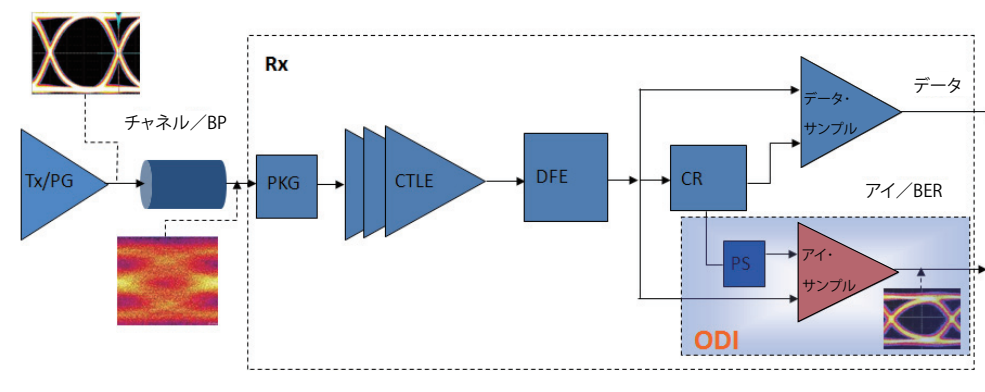 Rx
チャネル／BP
Tx/PG
PKG
CTLE
DFE
CR
データ・
サンプル
データ
アイ／BER
PS
アイ・
サンプル
ODI